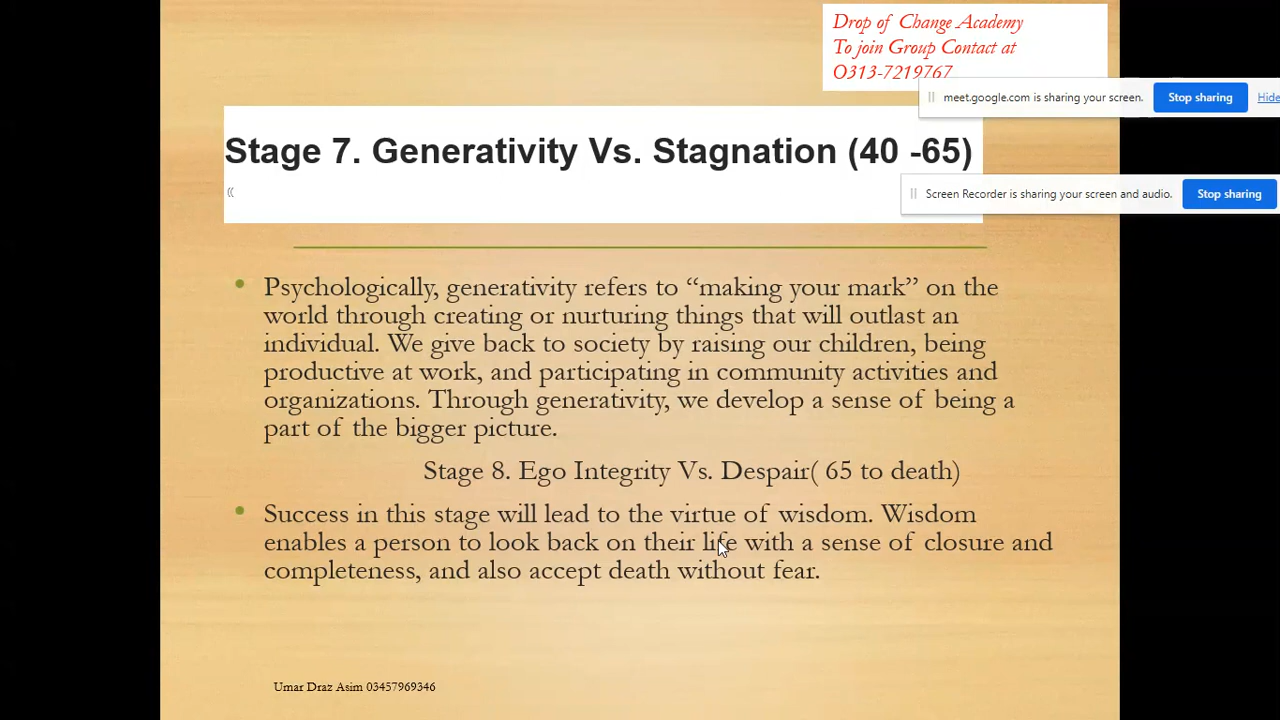 Drop of Change Academy
To join Group Contact at
O313-7219767
meet.google.com is sharing your screen.
Stop sharing
Hide
Stage 7. Generativity Vs. Stagnation (40 -65)
Screen Recorder is sharing your screen and audio.
Stop sharing
• Psychologically, generativity refers to “making your mark” on the
world through creating or nurturing things that will outlast an
individual. We give back to society by raising our children, being
productive at work, and participating in community activities and
organizations. Through generativity, we develop a sense of being a
part of the bigger picture.
Stage 8. Ego Integrity Vs. Despair( 65 to death)
• Success in this stage will lead to the virtue of wisdom. Wisdom
enables a person to look back on their life with a sense of closure and
completeness, and also accept death without fear.
Umar Draz Asim 03457969346